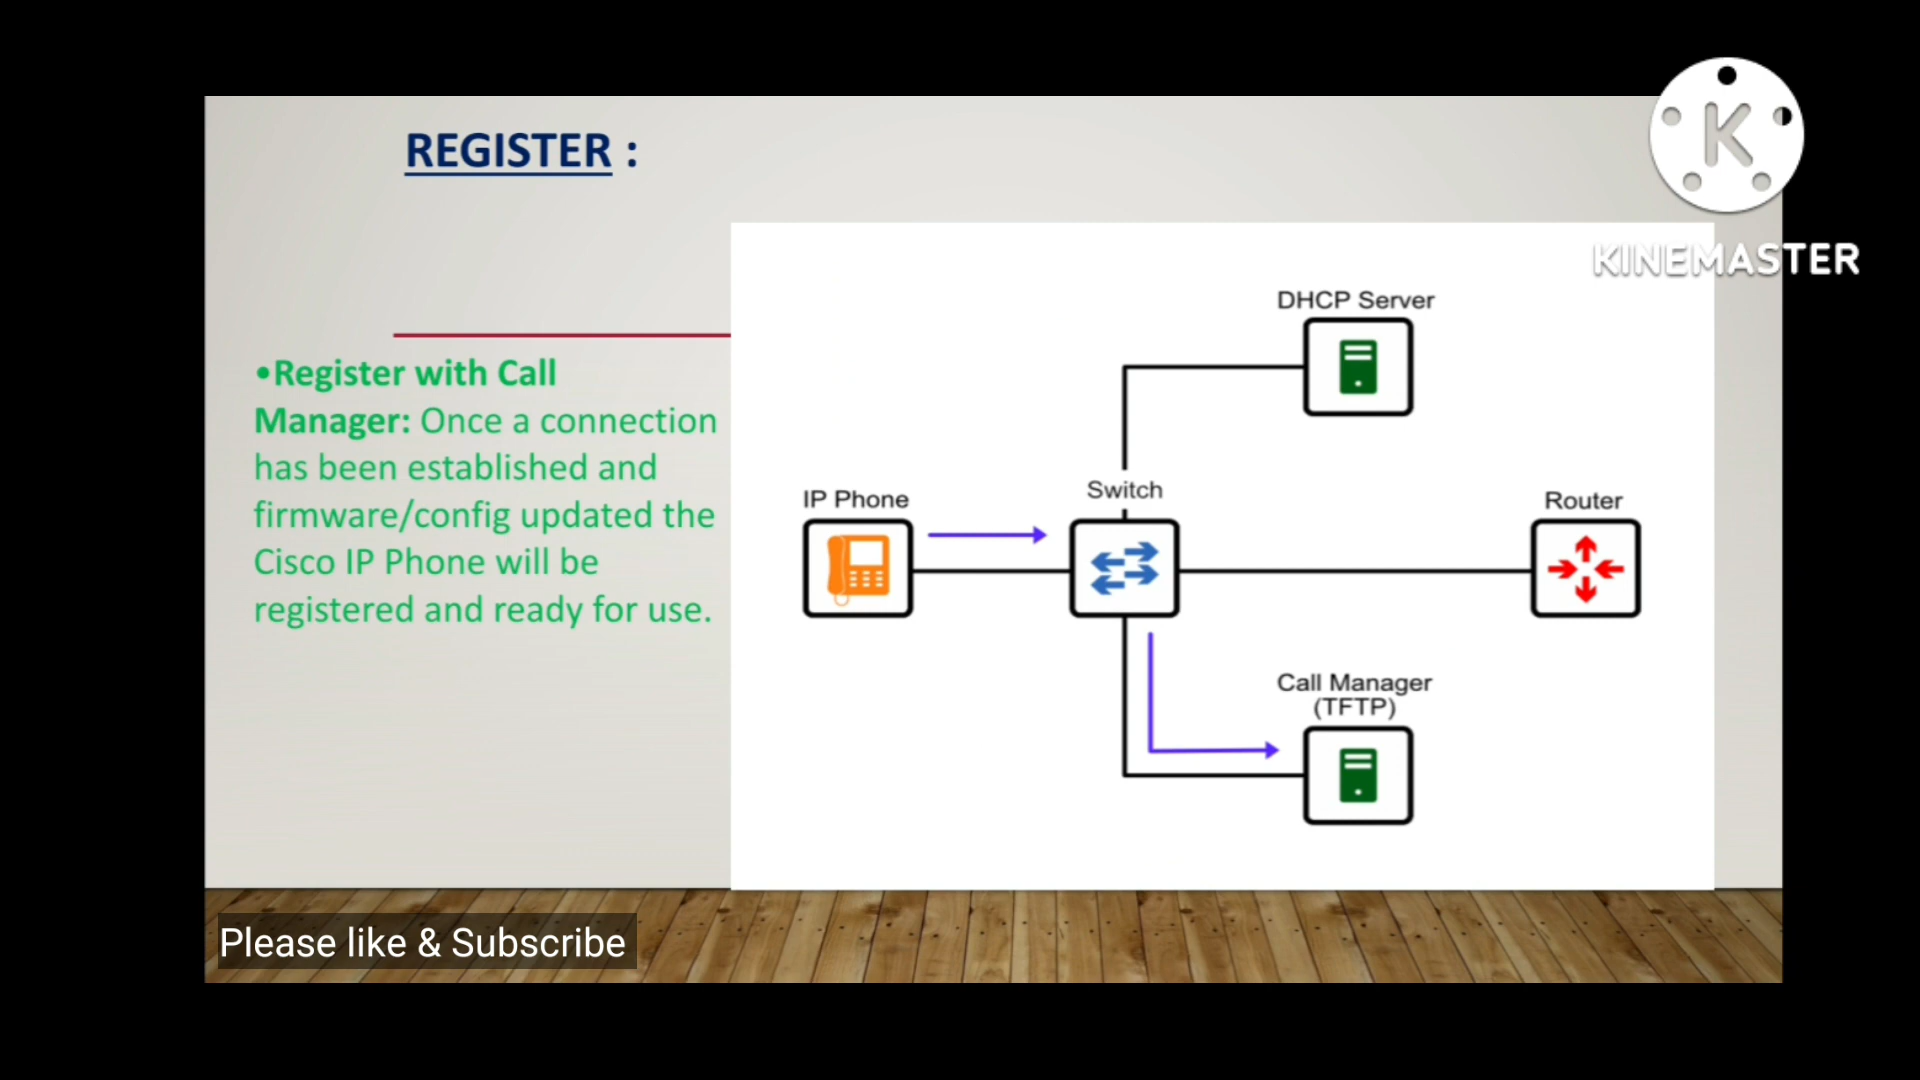 REGISTER :
•Register with Call
Manager: Once a connection
has been established and
firmware/config updated the
Cisco IP Phone will be
registered and ready for use.
DHCP Server
IP Phone
Switch
Router
Call Manager
(TFTP)
K
KINEMASTER
Please like & Subscribe